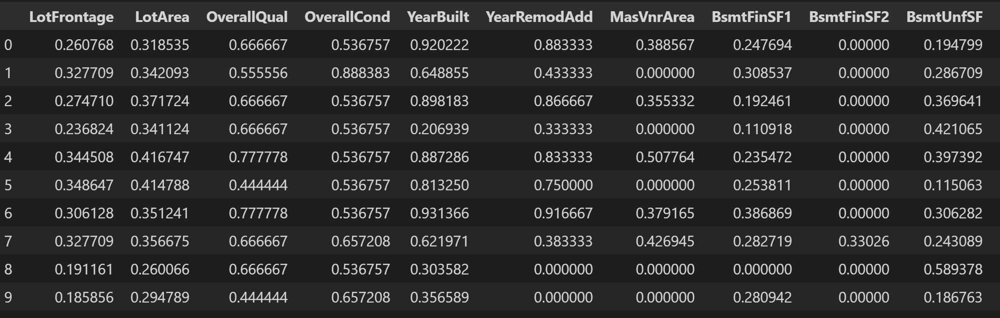 LotFrontage LotArea OverallQual OverallCond YearBuilt YearRemodAdd MasVnrArea BsmtFinSF1 BsmtFinSF2 BsmtUnfSF
0 0.260768 0.318535 0.666667 0.536757 0.920222 0.883333 0.388567 0.247694 0.00000 0.194799
1 0.327709 0.342093 0.555556 0.888383 0.648855 0.433333 0.000000 0.308537 0.00000 0.286709
2 0.274710 0.371724 0.666667 0.536757 0.898183 0.866667 0.355332 0.192461 0.00000 0.369641
3 0.236824 0.341124 0.666667 0.536757 0.206939 0.333333 0.000000 0.110918 0.00000 0.421065
4 0.344508 0.416747 0.777778 0.536757 0.887286 0.833333 0.507764 0.235472 0.00000 0.397392
5 0.348647 0.414788 0.444444 0.536757 0.813250 0.750000 0.000000 0.253811 0.00000 0.115063
6 0.306128 0.351241 0.777778 0.536757 0.931366 0.916667 0.379165 0.386869 0.00000 0.306282
7 0.327709 0.356675 0.666667 0.657208 0.621971 0.383333 0.426945 0.282719 0.33026 0.243089
8 0.191161 0.260066 0.666667 0.536757 0.303582 0.000000 0.000000 0.000000 0.00000 0.589378
9 0.185856 0.294789 0.444444 0.657208 0.356589 0.000000 0.000000 0.280942 0.00000 0.186763